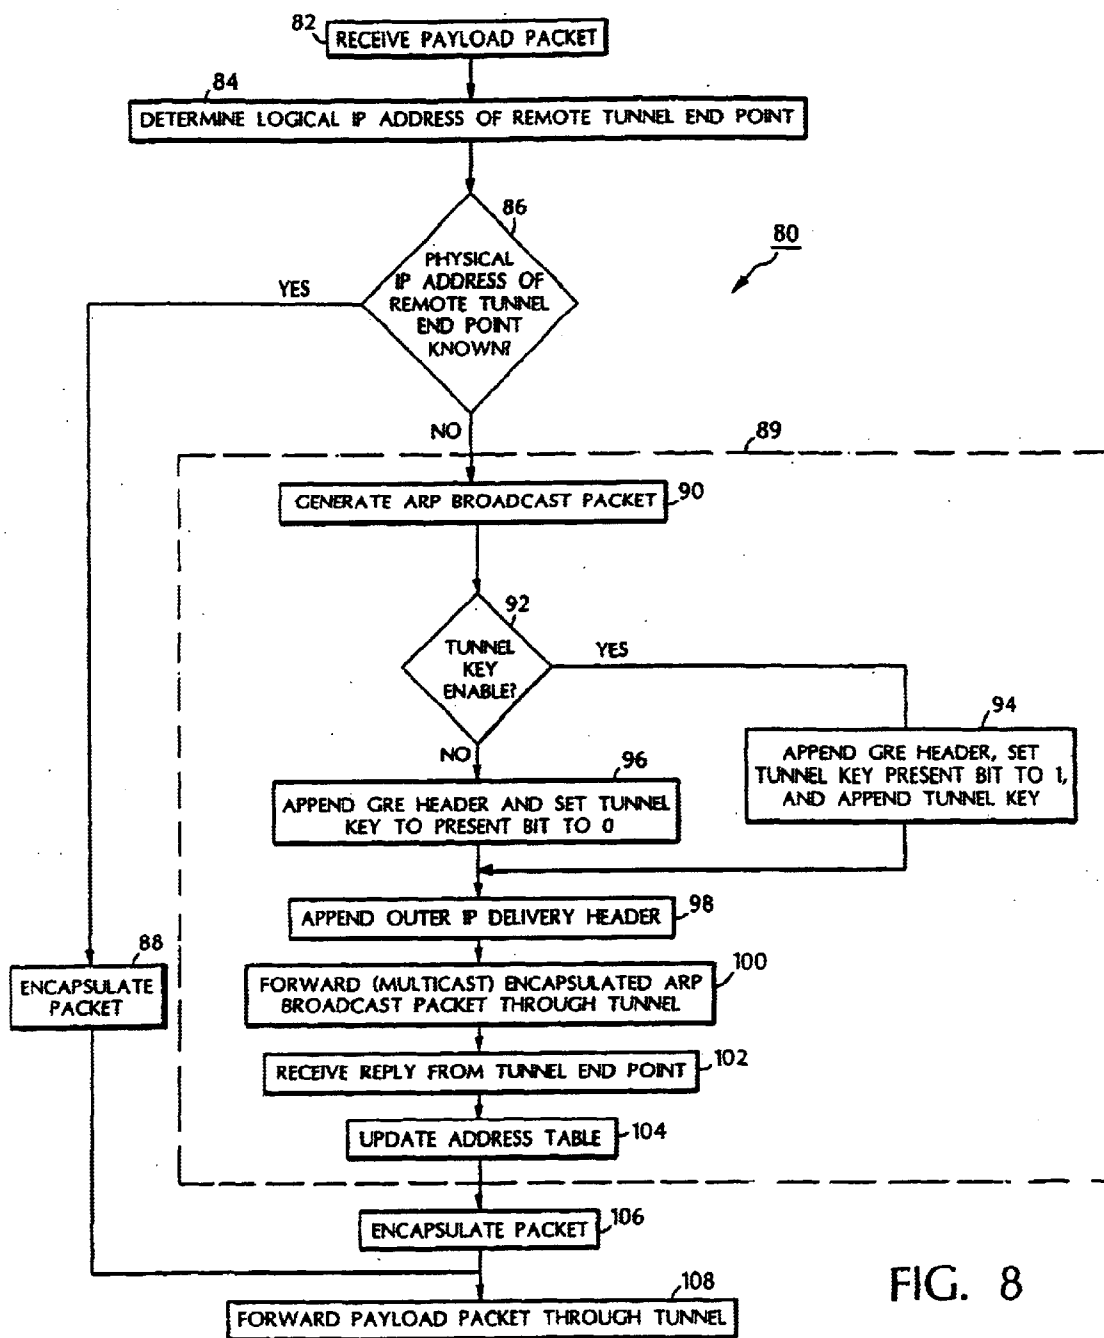 82
RECEIVE PAYLOAD PACKET
84
DETERMINE LOGICAL IP ADDRESS OF REMOTE TUNNEL END POINT
86
PHYSICAL
IP ADDRESS OF
REMOTE TUNNEL
END POINT
KNOWN?
80
YES
NO
89
GENERATE ARP BROADCAST PACKET
90
92
TUNNEL
KEY
ENABLE?
YES
NO
94
APPEND GRE HEADER, SET
TUNNEL KEY PRESENT BIT TO 1,
AND APPEND TUNNEL KEY
96
APPEND GRE HEADER AND SET TUNNEL
KEY TO PRESENT BIT TO 0
APPEND OUTER IP DELIVERY HEADER
98
88
ENCAPSULATE
PACKET
FORWARD (MULTICAST) ENCAPSULATED ARP
BROADCAST PACKET THROUGH TUNNEL
100
RECEIVE REPLY FROM TUNNEL END POINT
102
UPDATE ADDRESS TABLE
104
ENCAPSULATE PACKET
106
108
FORWARD PAYLOAD PACKET THROUGH TUNNEL
FIG. 8